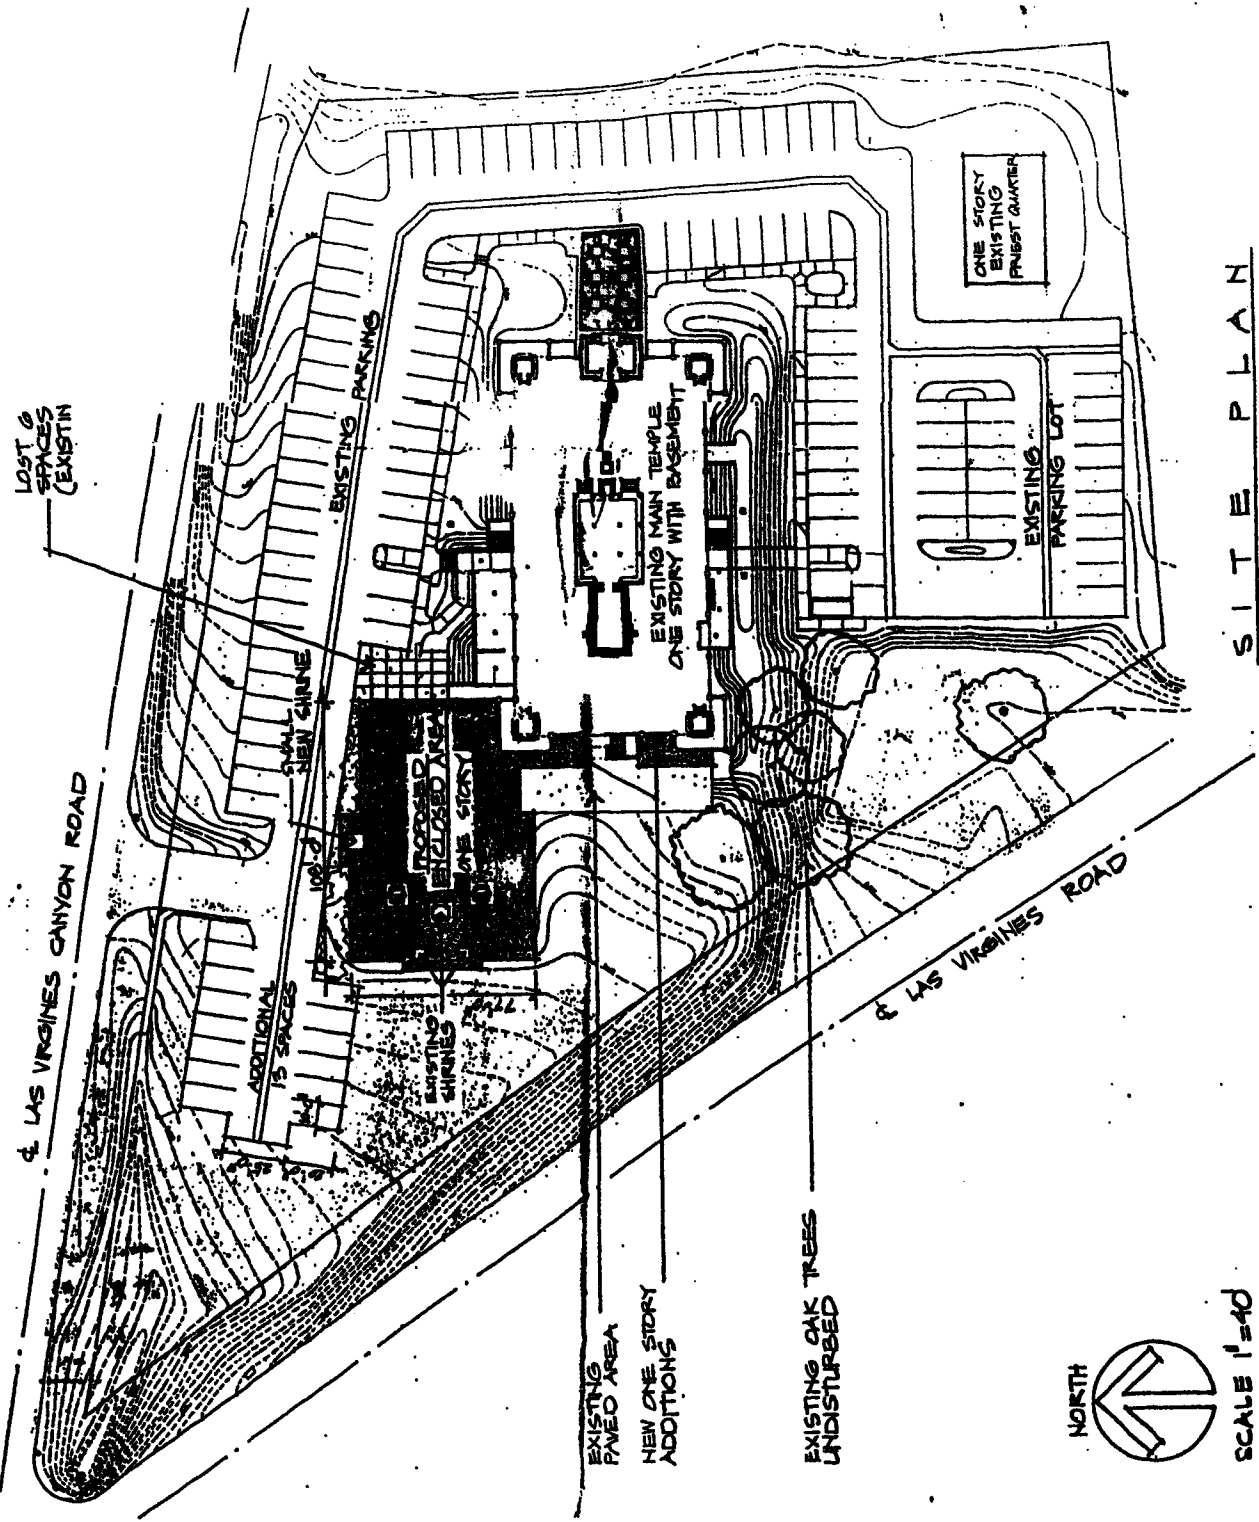 LOST 6
SPACES
(EXISTIN
¢ LAS VIRGINES CANYON ROAD
EXISTING PARKING
SMALL
NEW SHRINE
108'-0"
PROPOSED
ENCLOSED AREA
ONE STORY
ADDITIONAL
13 SPACES
EXISTING
SHRINES
EXISTING MAIN TEMPLE
ONE STORY WITH BASEMENT
ONE STORY
EXISTING
PRIEST QUARTER
EXISTING
PARKING LOT
¢ LAS VIRGINES ROAD
EXISTING
PAVED AREA
NEW ONE STORY
ADDITIONS
EXISTING OAK TREES
UNDISTURBED
NORTH
SCALE 1"=40'
SITE PLAN